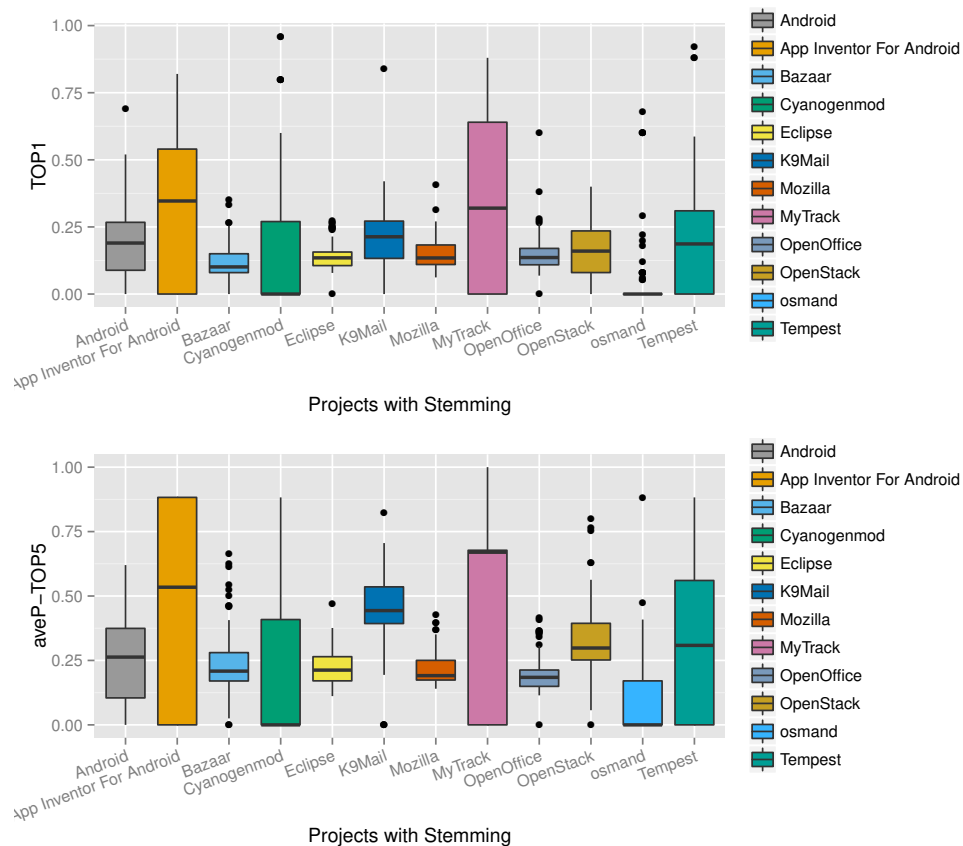 1.00
0.75
0.50
0.25
0.00
TOP1
Android
App Inventor For Android
Bazaar
Cyanogenmod
Eclipse
K9Mail
Mozilla
MyTrack
OpenOffice
OpenStack
osmand
Tempest
Projects with Stemming
Android
App Inventor For Android
Bazaar
Cyanogenmod
Eclipse
K9Mail
Mozilla
MyTrack
OpenOffice
OpenStack
osmand
Tempest
1.00
0.75
0.50
0.25
0.00
aveP−TOP5
Android
App Inventor For Android
Bazaar
Cyanogenmod
Eclipse
K9Mail
Mozilla
MyTrack
OpenOffice
OpenStack
osmand
Tempest
Projects with Stemming
Android
App Inventor For Android
Bazaar
Cyanogenmod
Eclipse
K9Mail
Mozilla
MyTrack
OpenOffice
OpenStack
osmand
Tempest